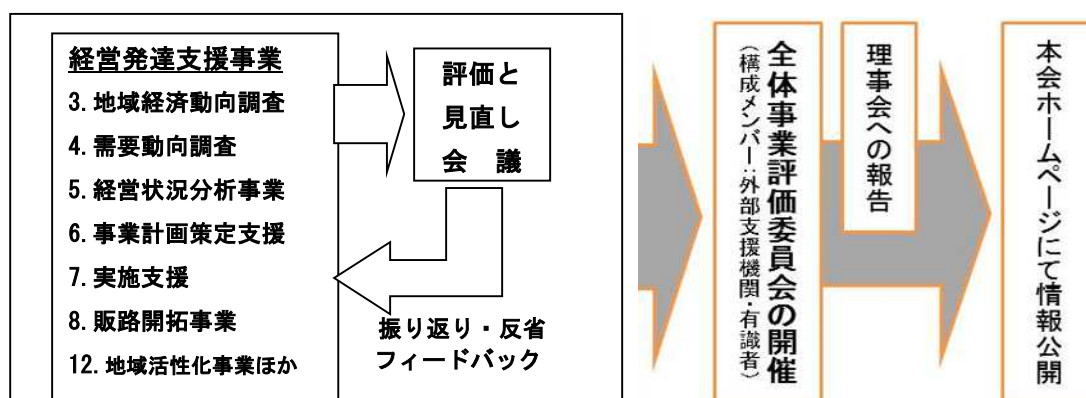 経営発達支援事業
3. 地域経済動向調査
4. 需要動向調査
5. 経営状況分析事業
6. 事業計画策定支援
7. 実施支援
8. 販路開拓事業
12. 地域活性化事業ほか
評価と
見直し
会　議
振り返り・反省
フィードバック
全体事業評価委員会の開催
（構成メンバー：外部支援機関・有識者）
理事会への報告
本会ホームページにて情報公開